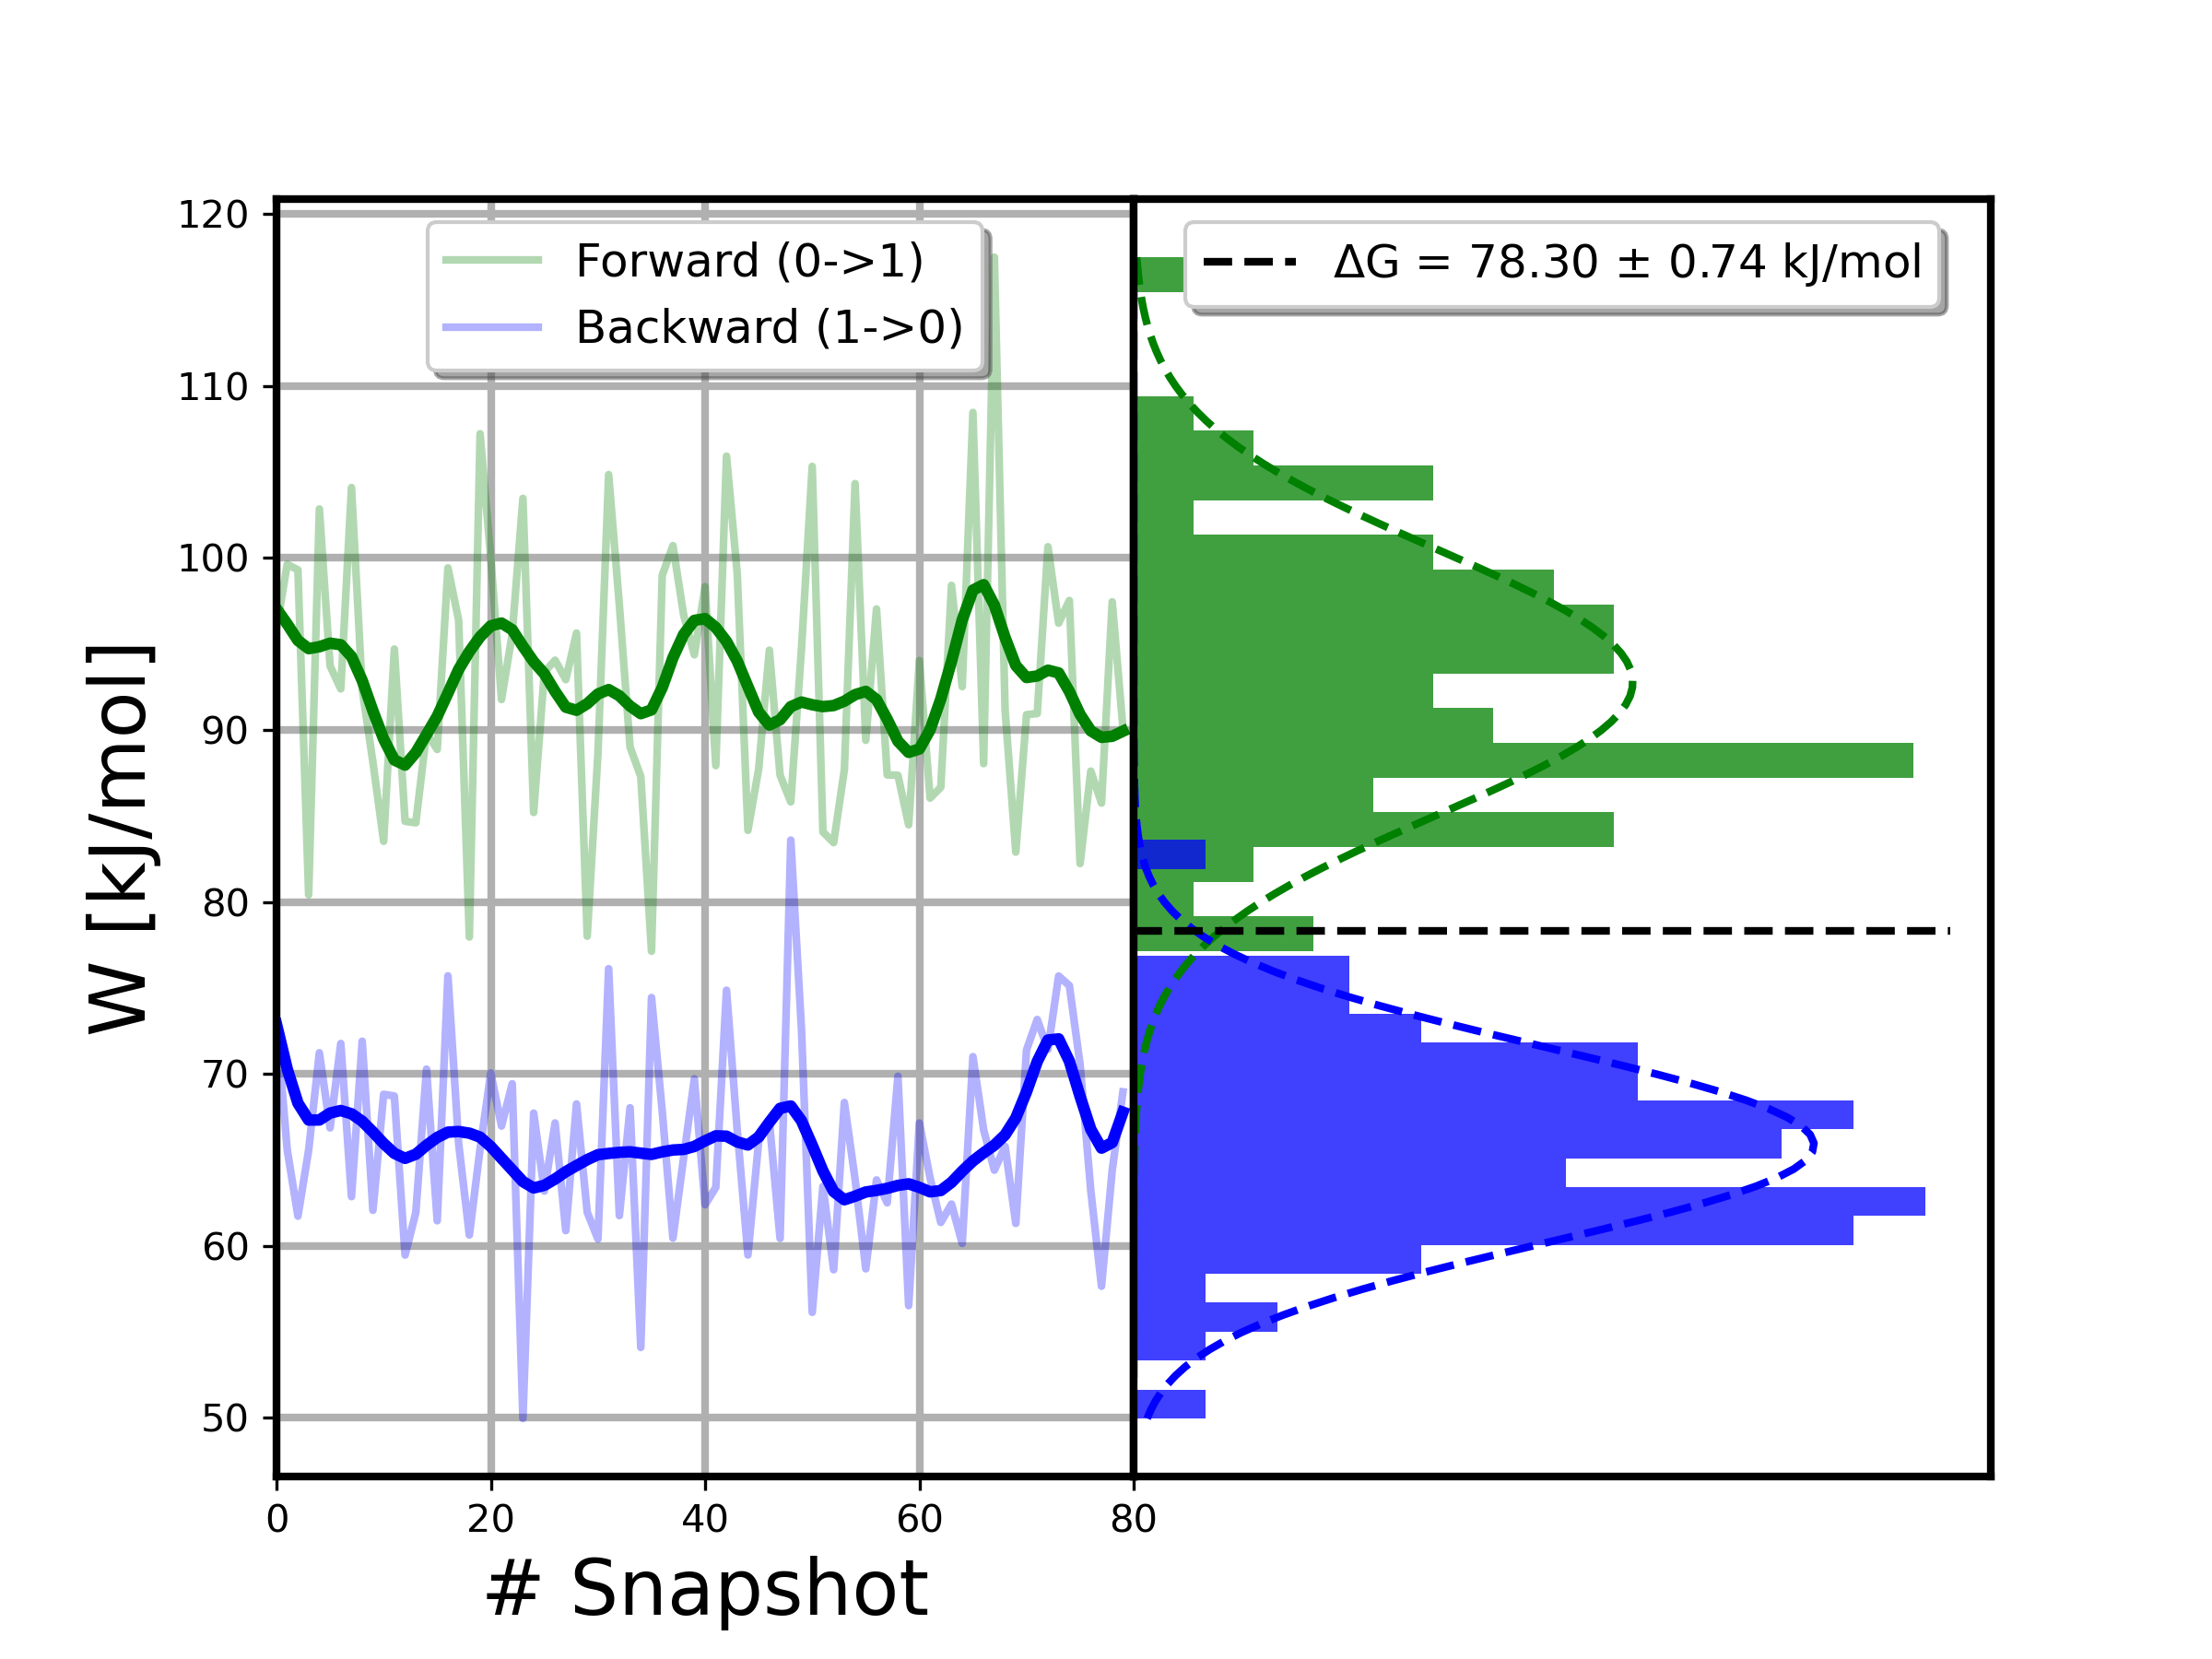 120
110
100
90
80
70
60
50
W [kJ/mol]
Forward (0->1)
Backward (1->0)
ΔG = 78.30 ± 0.74 kJ/mol
0 20 40 60 80
# Snapshot